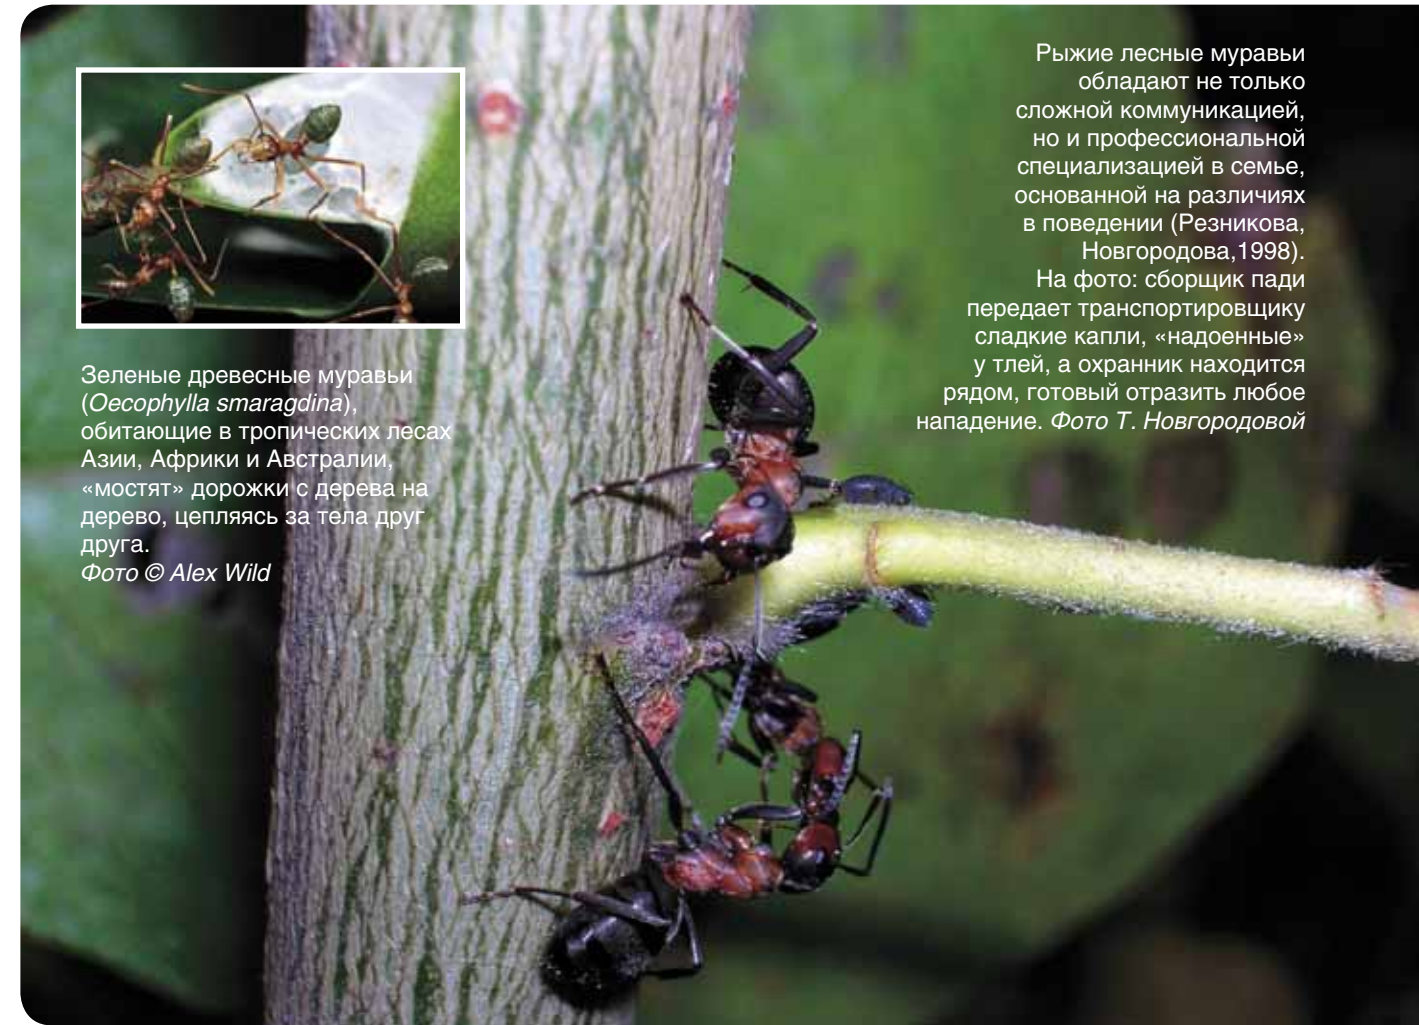 Зеленые древесные муравьи
(Oecophylla smaragdina),
обитающие в тропических лесах
Азии, Африки и Австралии,
«мостят» дорожки с дерева на
дерево, цепляясь за тела друг
друга.
Фото © Alex Wild
Рыжие лесные муравьи
обладают не только
сложной коммуникацией,
но и профессиональной
специализацией в семье,
основанной на различиях
в поведении (Резникова,
Новгородова,1998).
На фото: сборщик пади
передает транспортировщику
сладкие капли, «надоенные»
у тлей, а охранник находится
рядом, готовый отразить любое
нападение. Фото Т. Новгородовой